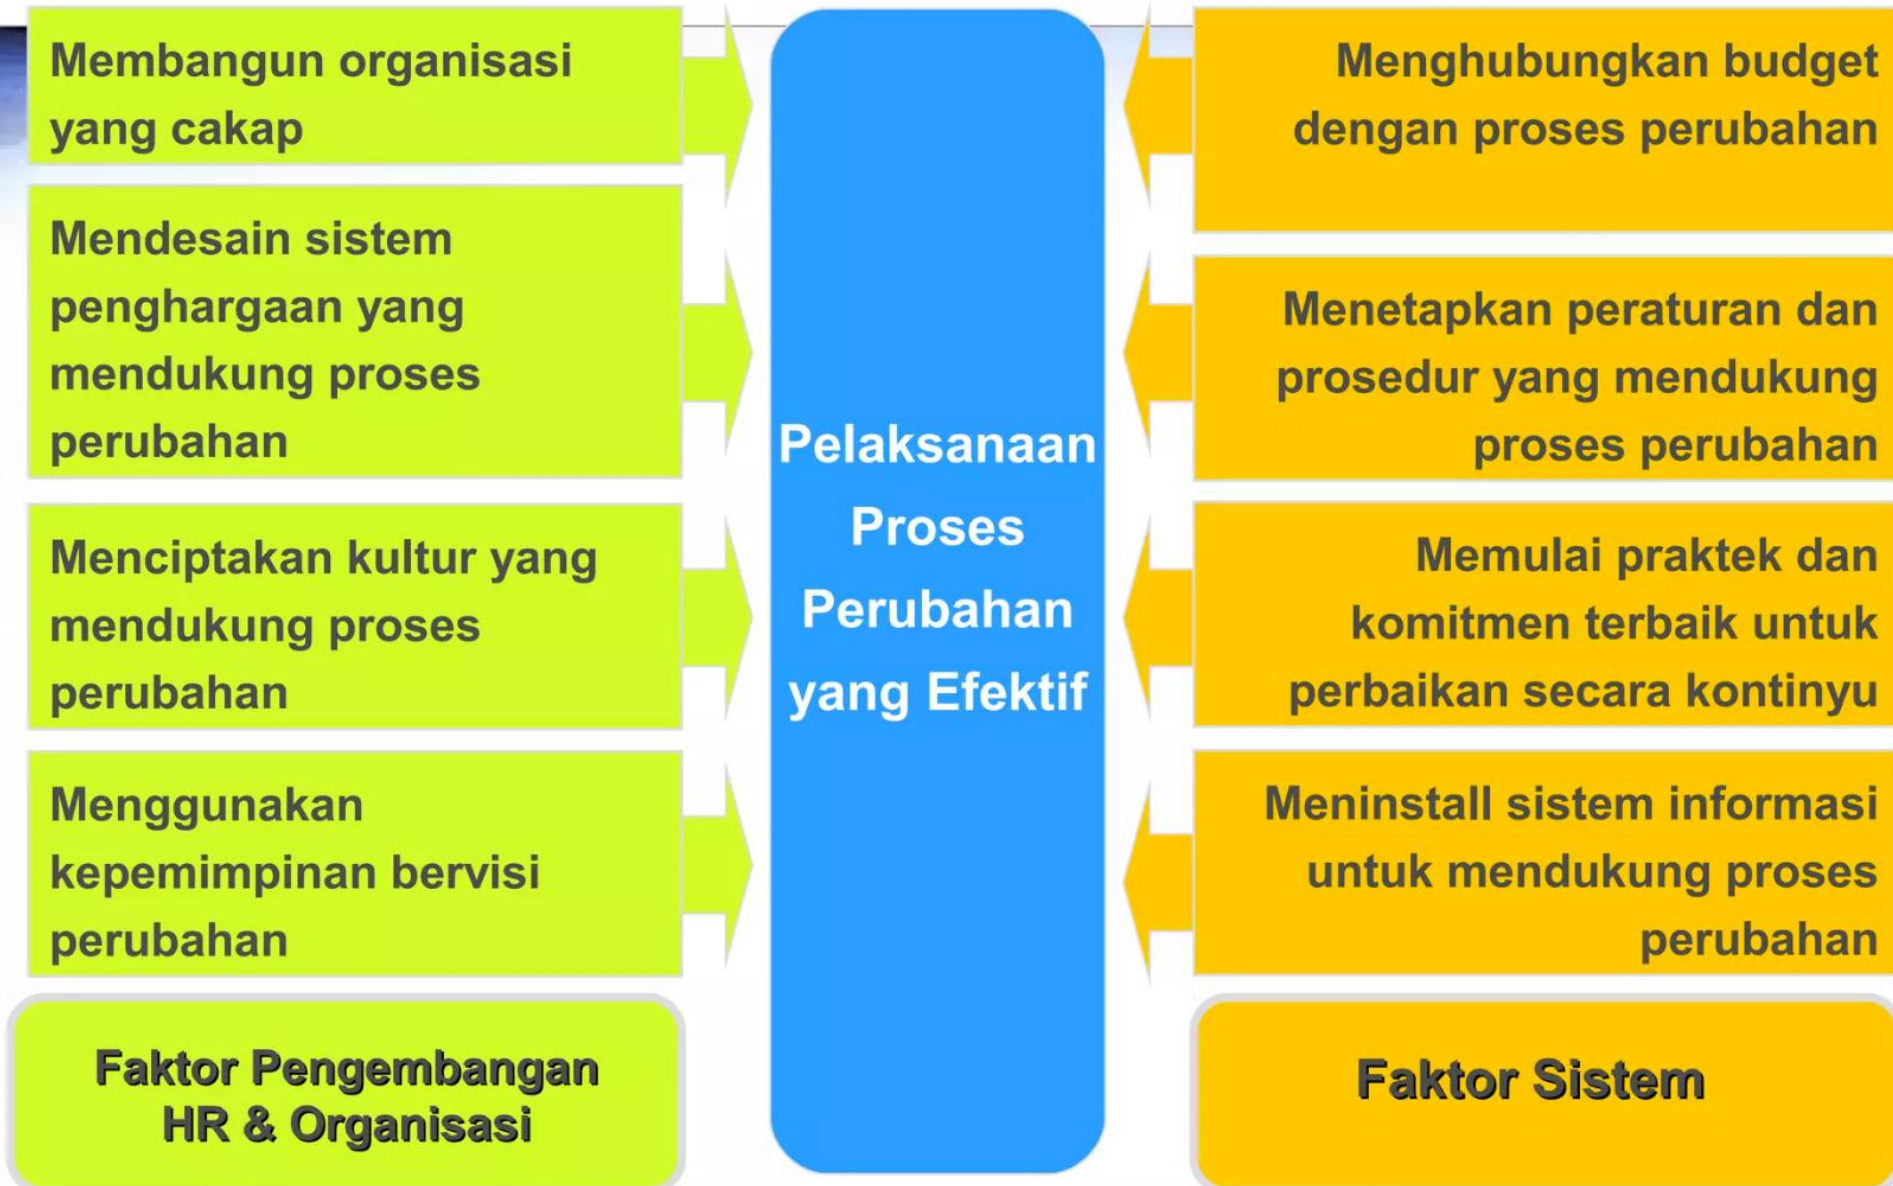 Membangun organisasi
yang cakap
Mendesain sistem
penghargaan yang
mendukung proses
perubahan
Menciptakan kultur yang
mendukung proses
perubahan
Menggunakan
kepemimpinan bervisi
perubahan
Faktor Pengembangan
HR & Organisasi
Pelaksanaan
Proses
Perubahan
yang Efektif
Menghubungkan budget
dengan proses perubahan
Menetapkan peraturan dan
prosedur yang mendukung
proses perubahan
Memulai praktek dan
komitmen terbaik untuk
perbaikan secara kontinyu
Meninstall sistem informasi
untuk mendukung proses
perubahan
Faktor Sistem